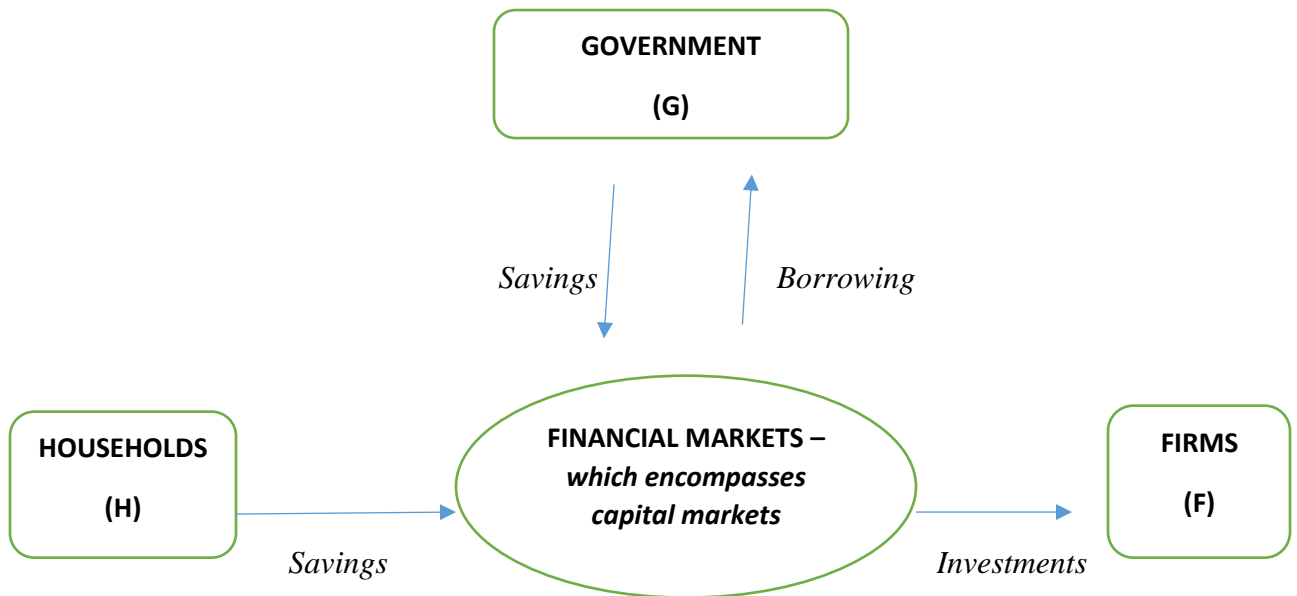 GOVERNMENT
(G)
Savings
Borrowing
HOUSEHOLDS
(H)
FINANCIAL MARKETS –
which encompasses
capital markets
FIRMS
(F)
Savings
Investments